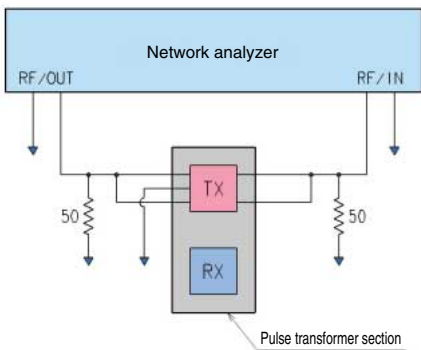 Network analyzer
RF/OUT
RF/IN
TX
50
50
RX
Pulse transformer section